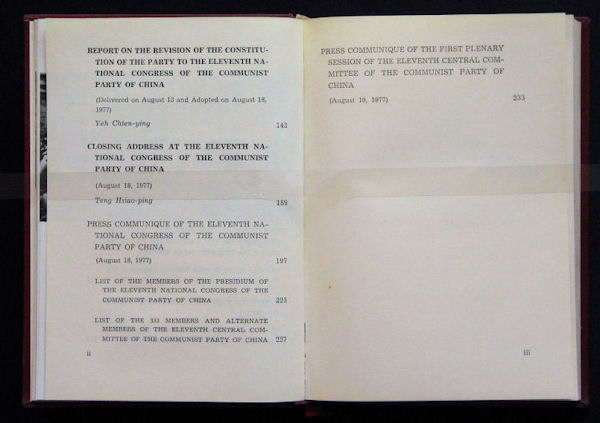 REPORT ON THE REVISION OF THE CONSTITU-
TION OF THE PARTY TO THE ELEVENTH NA-
TIONAL CONGRESS OF THE COMMUNIST
PARTY OF CHINA
(Delivered on August 13 and Adopted on August 18,
1977)
Yeh Chien-ying 143
CLOSING ADDRESS AT THE ELEVENTH NA-
TIONAL CONGRESS OF THE COMMUNIST
PARTY OF CHINA
(August 18, 1977)
Teng Hsiao-ping 189
PRESS COMMUNIQUE OF THE ELEVENTH NA-
TIONAL CONGRESS OF THE COMMUNIST
PARTY OF CHINA
(August 18, 1977) 197
LIST OF THE MEMBERS OF THE PRESIDIUM OF
THE ELEVENTH NATIONAL CONGRESS OF THE
COMMUNIST PARTY OF CHINA 223
LIST OF THE 333 MEMBERS AND ALTERNATE
MEMBERS OF THE ELEVENTH CENTRAL COM-
MITTEE OF THE COMMUNIST PARTY OF CHINA 227
ii
PRESS COMMUNIQUE OF THE FIRST PLENARY
SESSION OF THE ELEVENTH CENTRAL COM-
MITTEE OF THE COMMUNIST PARTY OF
CHINA
(August 19, 1977) 233
iii